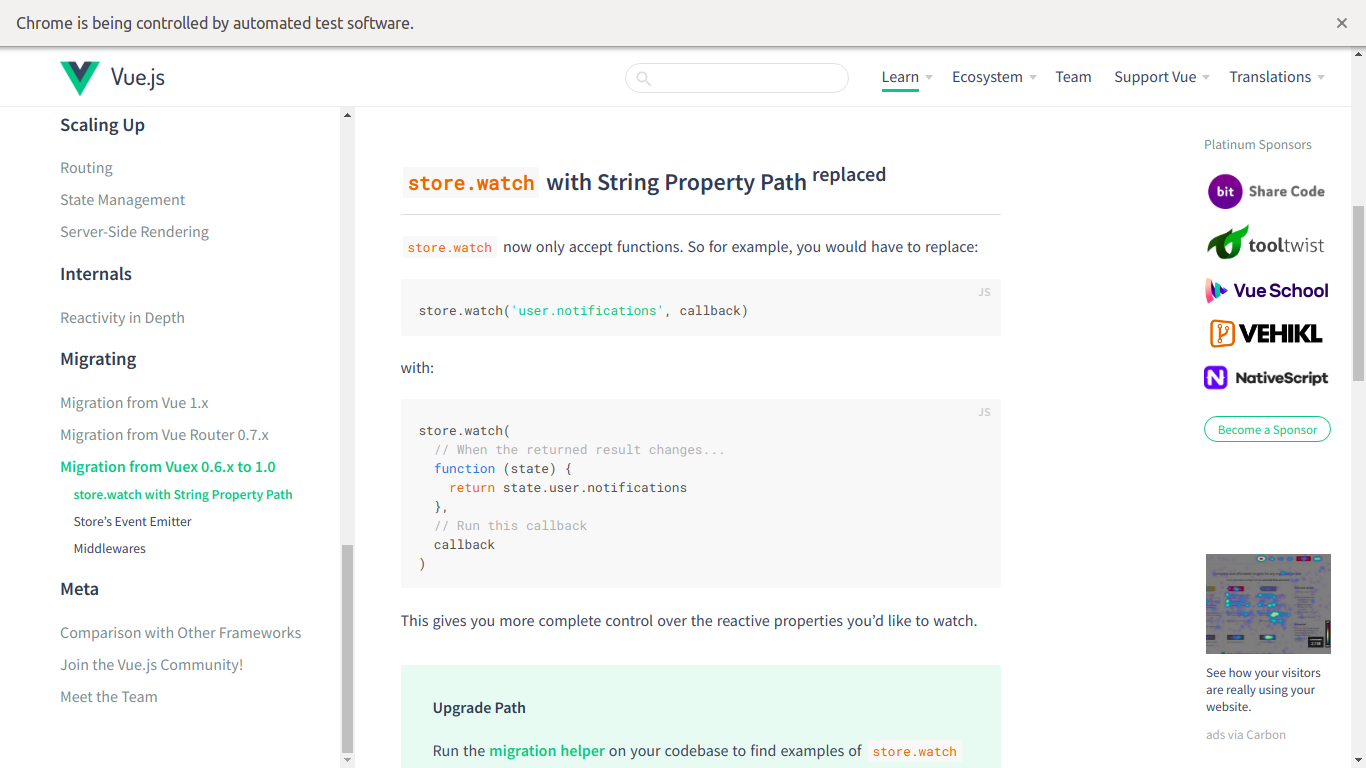 Chrome is being controlled by automated test software.
Vue.js
Learn
Ecosystem
Team
Support Vue
Translations
Scaling Up
Routing
State Management
Server-Side Rendering
Internals
Reactivity in Depth
Migrating
Migration from Vue 1.x
Migration from Vue Router 0.7.x
Migration from Vuex 0.6.x to 1.0
store.watch with String Property Path
Store’s Event Emitter
Middlewares
Meta
Comparison with Other Frameworks
Join the Vue.js Community!
Meet the Team
store.watch with String Property Path replaced
store.watch now only accept functions. So for example, you would have to replace:
JS
store.watch('user.notifications', callback)
with:
JS
store.watch(
// When the returned result changes...
function (state) {
return state.user.notifications
},
// Run this callback
callback
)
This gives you more complete control over the reactive properties you’d like to watch.
Upgrade Path
Run the migration helper on your codebase to find examples of store.watch
Platinum Sponsors
bit Share Code
tooltwist
Vue School
VEHIKL
N NativeScript
Become a Sponsor
See how your visitors
are really using your
website.
ads via Carbon